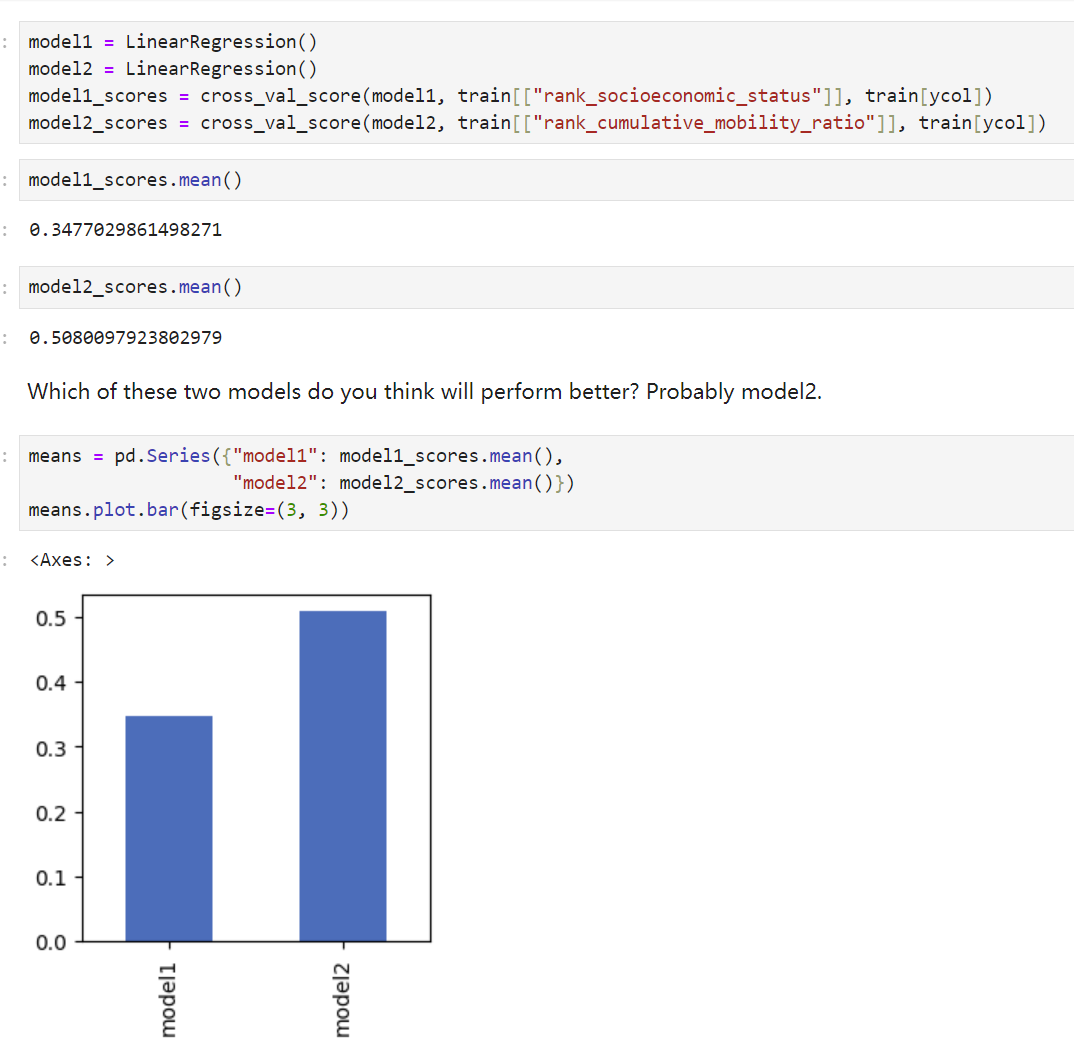 model1 = LinearRegression()
model2 = LinearRegression()
model1_scores = cross_val_score(model1, train[["rank_socioeconomic_status"]], train[ycol])
model2_scores = cross_val_score(model2, train[["rank_cumulative_mobility_ratio"]], train[ycol])
model1_scores.mean()
0.3477029861498271
model2_scores.mean()
0.5080097923802979
Which of these two models do you think will perform better? Probably model2.
means = pd.Series({"model1": model1_scores.mean(),
"model2": model2_scores.mean()})
means.plot.bar(figsize=(3, 3))
<Axes: >
0.5
0.4
0.3
0.2
0.1
0.0
model1
model2